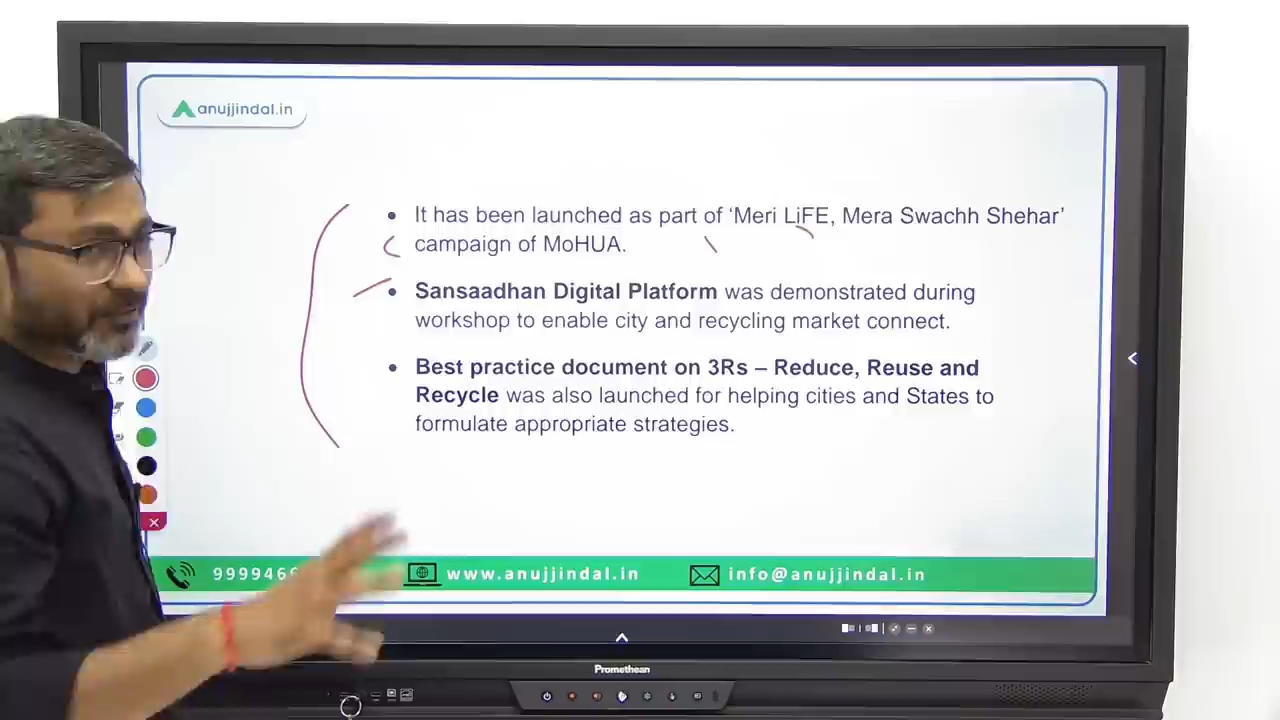 anujjindal.in
• It has been launched as part of ‘Meri LiFE, Mera Swachh Shehar’
campaign of MoHUA.
• Sansaadhan Digital Platform was demonstrated during
workshop to enable city and recycling market connect.
• Best practice document on 3Rs – Reduce, Reuse and
Recycle was also launched for helping cities and States to
formulate appropriate strategies.
www.anujjindal.in
info@anujjindal.in
Promethean